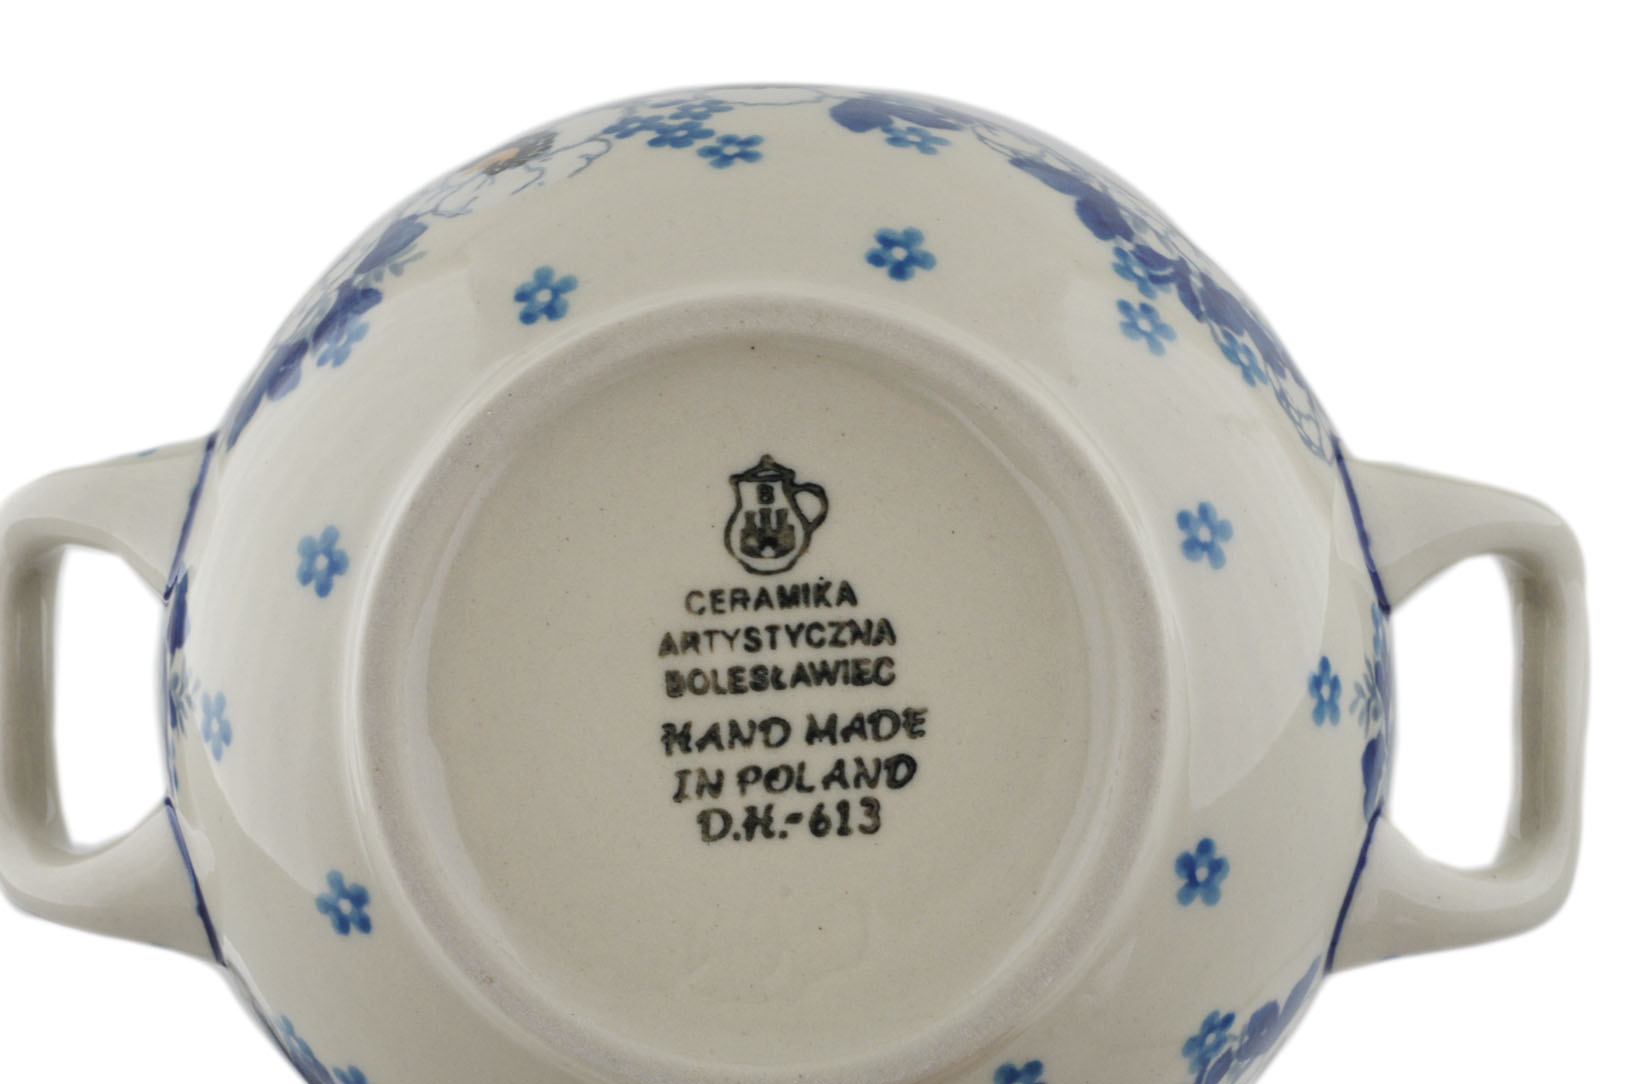 B
CERAMIKA
ARTYSTYCZNA
BOLESŁAWIEC
HAND MADE
IN POLAND
D.H.-613